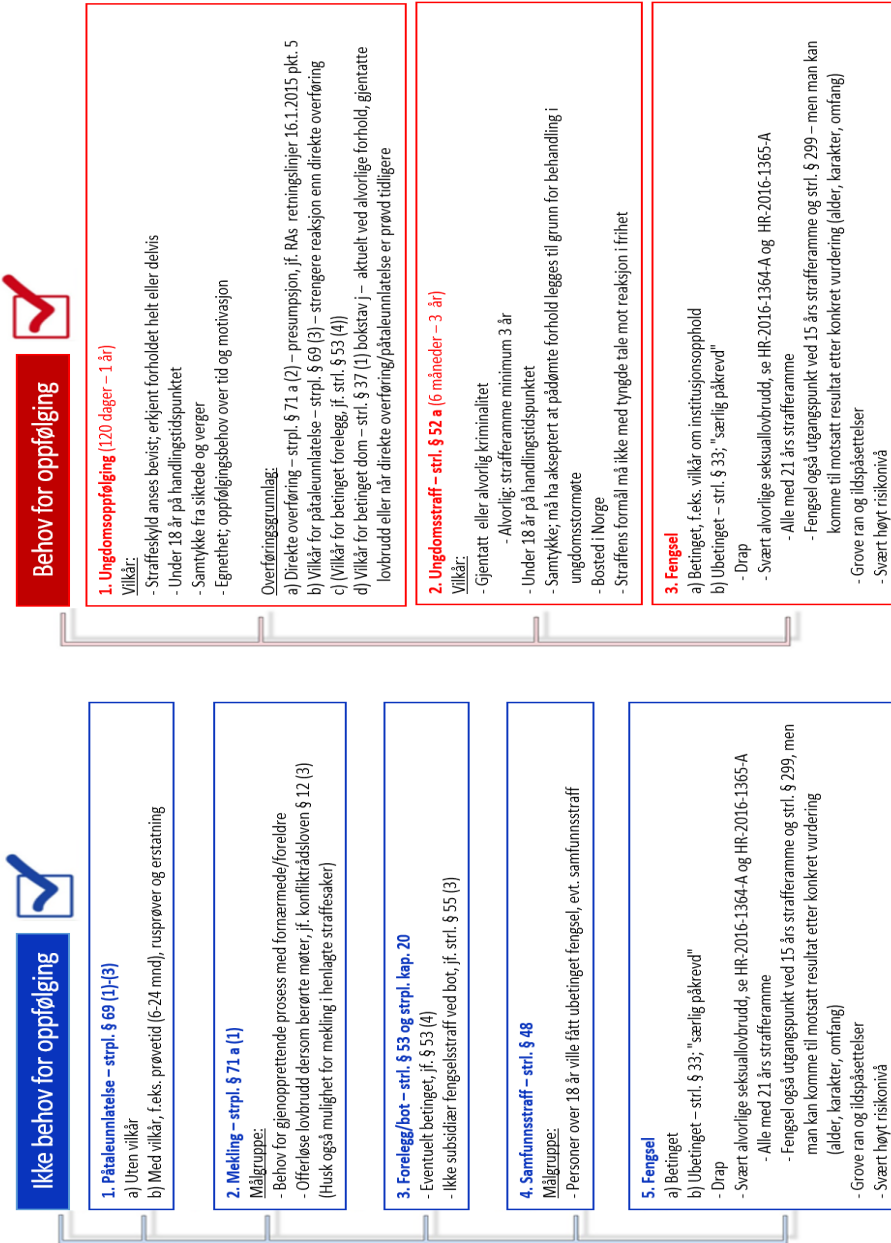 Ikke behov for oppfølging
1. Påtaleunnlatelse – strpl. § 69 (1)-(3)
a) Uten vilkår
b) Med vilkår, f.eks. prøvetid (6-24 mnd), rusprøver og erstatning
2. Mekling – strpl. § 71 a (1)
Målgruppe:
- Behov for gjenopprettende prosess med fornærmede/foreldre
- Offerløse lovbrudd dersom berørte møter, jf. konfliktrådsloven § 12 (3)
(Husk også mulighet for mekling i henlagte straffesaker)
3. Forelegg/bot – strl. § 53 og strpl. kap. 20
- Eventuelt betinget, jf. § 53 (4)
- Ikke subsidiær fengselsstraff ved bot, jf. strl. § 55 (3)
4. Samfunnsstraff – strl. § 48
Målgruppe:
- Personer over 18 år ville fått ubetinget fengsel, evt. samfunnsstraff
5. Fengsel
a) Betinget
b) Ubetinget – strl. § 33; "særlig påkrevd"
- Drap
- Svært alvorlige seksuallovbrudd, se HR-2016-1364-A og HR-2016-1365-A
- Alle med 21 års strafferamme
- Fengsel også utgangspunkt ved 15 års strafferamme og strl. § 299, men
man kan komme til motsatt resultat etter konkret vurdering
(alder, karakter, omfang)
- Grove ran og ildspåsettelser
- Svært høyt risikonivå
Behov for oppfølging
1. Ungdomsoppfølging (120 dager – 1 år)
Vilkår:
- Straffeskyld anses bevist; erkjent forholdet helt eller delvis
- Under 18 år på handlingstidspunktet
- Samtykke fra siktede og verger
- Egnethet; oppfølgingsbehov over tid og motivasjon
Overføringsgrunnlag:
a) Direkte overføring – strpl. § 71 a (2) – presumpsjon, jf. RAs retningslinjer 16.1.2015 pkt. 5
b) Vilkår for påtaleunnlatelse – strpl. § 69 (3) – strengere reaksjon enn direkte overføring
c) (Vilkår for betinget forelegg, jf. strl. § 53 (4))
d) Vilkår for betinget dom – strl. § 37 (1) bokstav j – aktuelt ved alvorlige forhold, gjentatte
lovbrudd eller når direkte overføring/påtaleunnlatelse er prøvd tidligere
2. Ungdomsstraff – strl. § 52 a (6 måneder – 3 år)
Vilkår:
- Gjentatt eller alvorlig kriminalitet
- Alvorlig: strafferamme minimum 3 år
- Under 18 år på handlingstidspunktet
- Samtykke; må ha akseptert at pådømte forhold legges til grunn for behandling i
ungdomsstormøte
- Bosted i Norge
- Straffens formål må ikke med tyngde tale mot reaksjon i frihet
3. Fengsel
a) Betinget, f.eks. vilkår om institusjonsopphold
b) Ubetinget – strl. § 33; "særlig påkrevd"
- Drap
- Svært alvorlige seksuallovbrudd, se HR-2016-1364-A og HR-2016-1365-A
- Alle med 21 års strafferamme
- Fengsel også utgangspunkt ved 15 års strafferamme og strl. § 299 – men man kan
komme til motsatt resultat etter konkret vurdering (alder, karakter, omfang)
- Grove ran og ildspåsettelser
- Svært høyt risikonivå